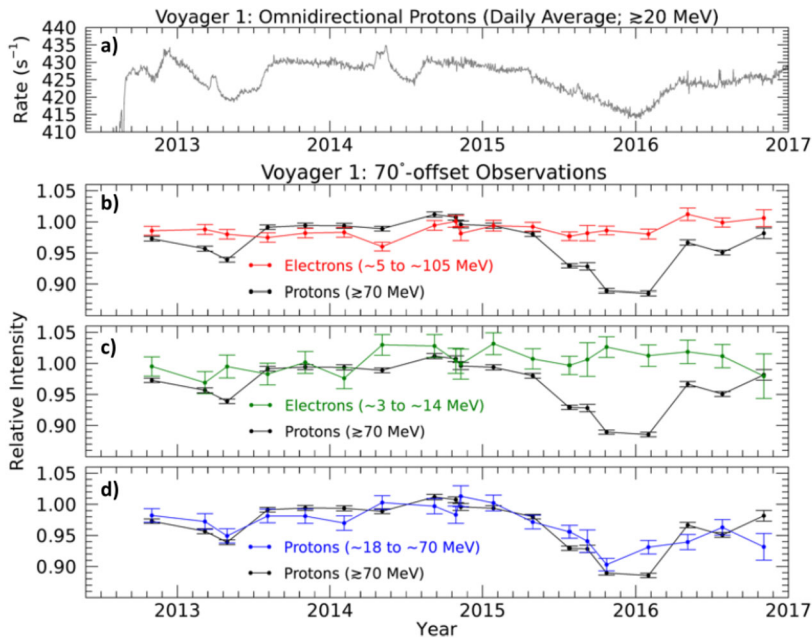 Voyager 1: Omnidirectional Protons (Daily Average; ≳20 MeV)
a)
Rate (s⁻¹)
440
435
430
425
420
415
410
2013 2014 2015 2016 2017
Voyager 1: 70°-offset Observations
b)
1.05
1.00
0.95
0.90
Electrons (~5 to ~105 MeV)
Protons (≳70 MeV)
c)
Relative Intensity
1.05
1.00
0.95
0.90
Electrons (~3 to ~14 MeV)
Protons (≳70 MeV)
d)
1.05
1.00
0.95
0.90
Protons (~18 to ~70 MeV)
Protons (≳70 MeV)
2013 2014 2015 2016 2017
Year